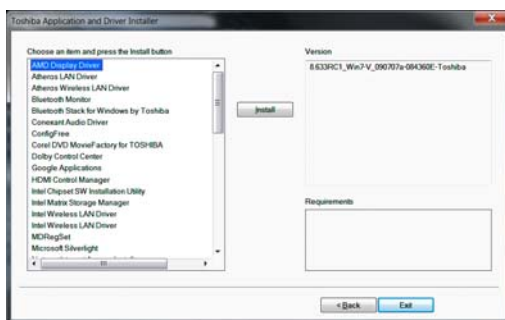 Toshiba Application and Driver Installer
Choose an item and press the Install button
AMD Display Driver
Atheros LAN Driver
Atheros Wireless LAN Driver
Bluetooth Monitor
Bluetooth Stack for Windows by Toshiba
Conexant Audio Driver
ConfigFree
Corel DVD MovieFactory for TOSHIBA
Dolby Control Center
Google Applications
HDMI Control Manager
Intel Chipset SW Installation Utility
Intel Matrix Storage Manager
Intel Wireless LAN Driver
Intel Wireless LAN Driver
MDRegSet
Microsoft Silverlight
Install
Version
8.633RC1_Win7-V_090707a-084360E-Toshiba
Requirements
< Back
Exit